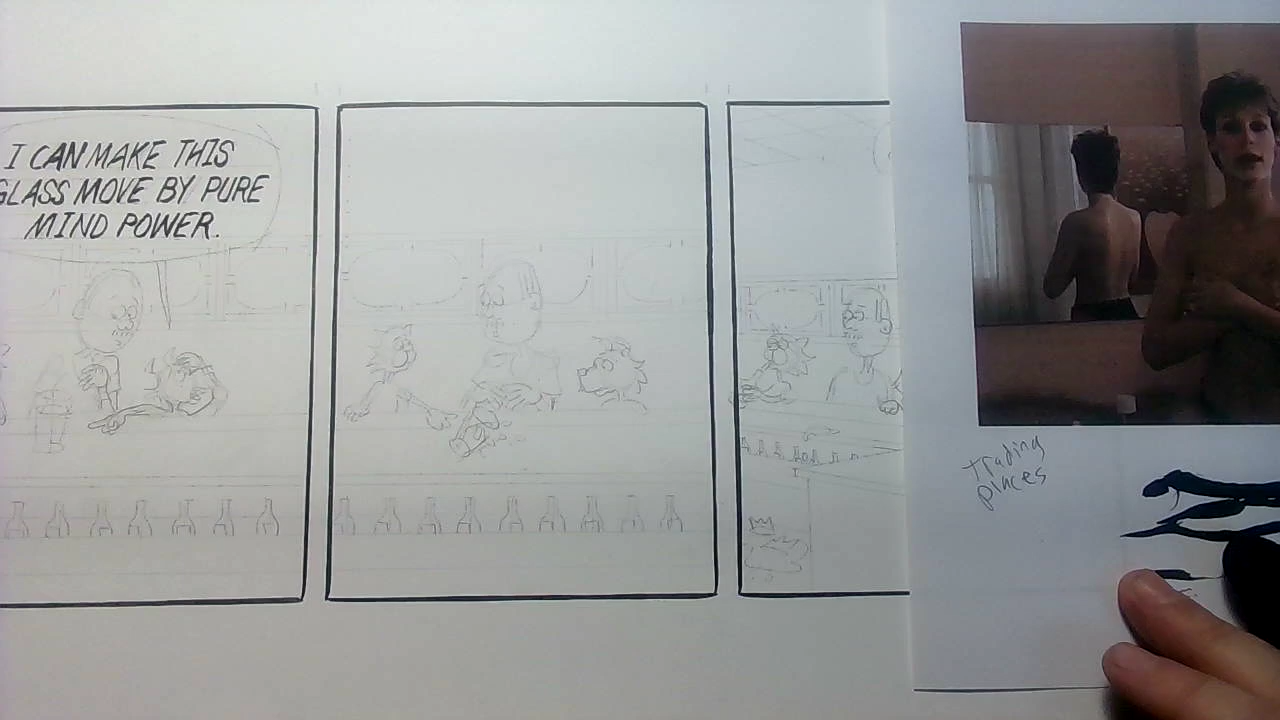 I CAN MAKE THIS
GLASS MOVE BY PURE
MIND POWER.
trading
places